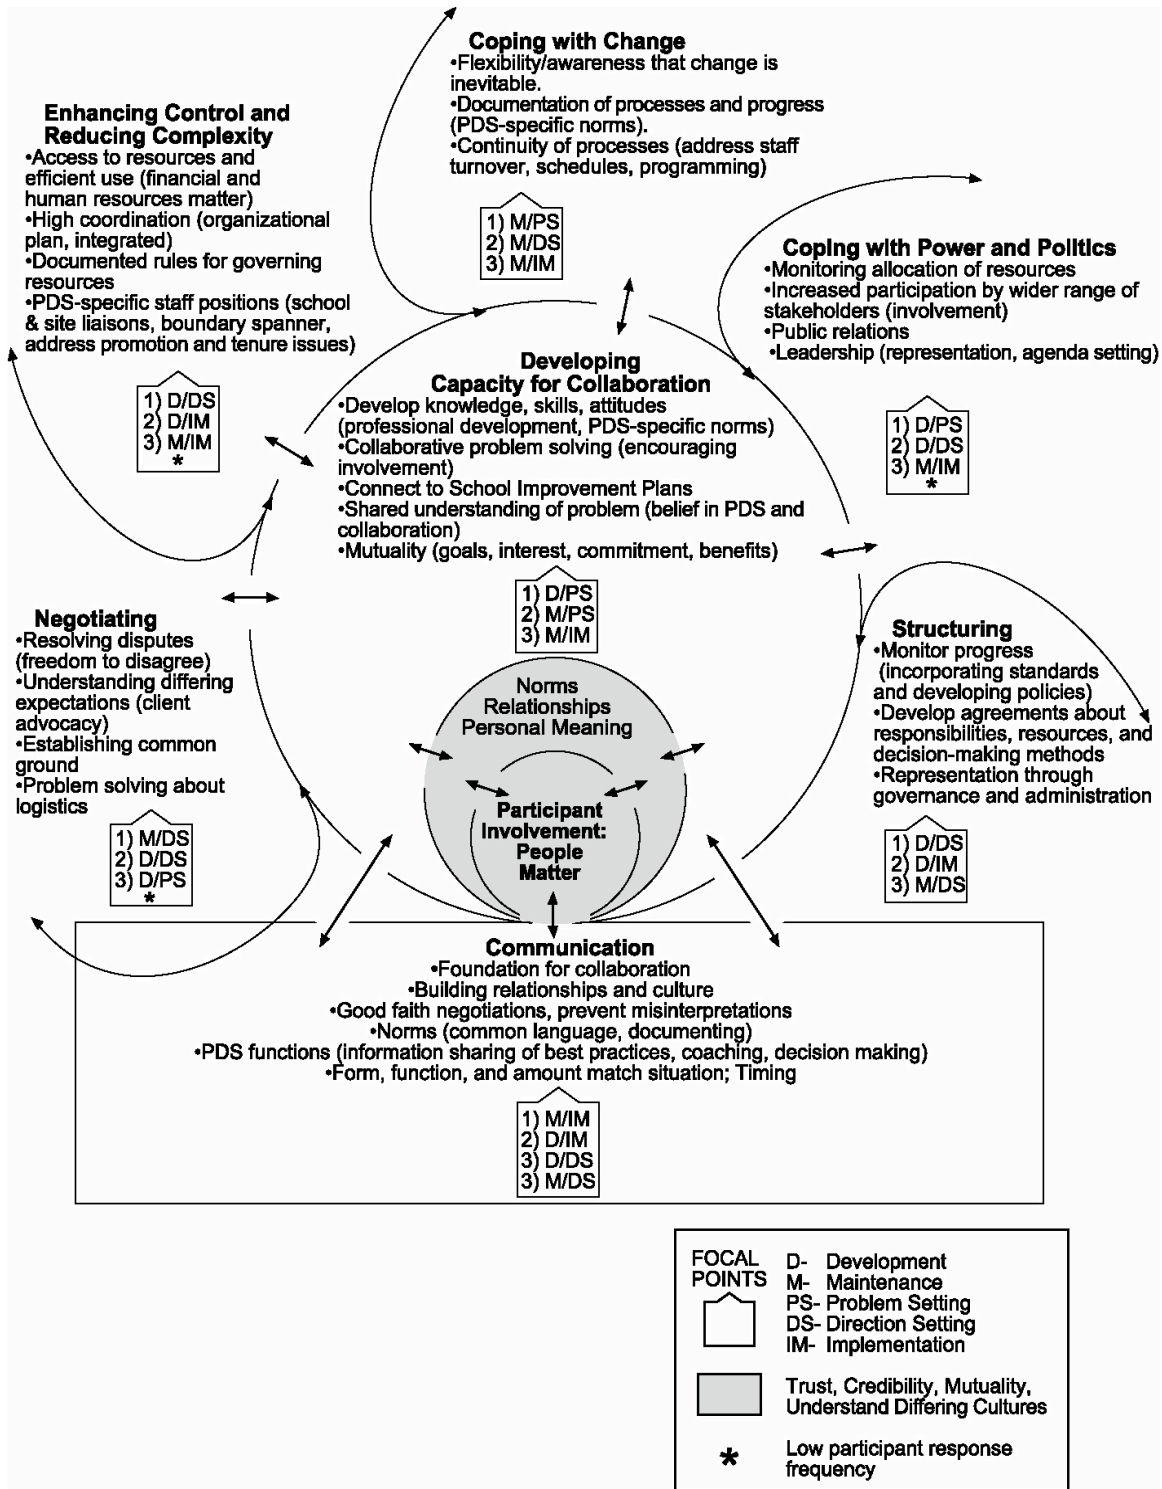 Coping with Change
•Flexibility/awareness that change is
inevitable.
•Documentation of processes and progress
(PDS-specific norms).
•Continuity of processes (address staff
turnover, schedules, programming)
1) M/PS
2) M/DS
3) M/IM
Enhancing Control and
Reducing Complexity
•Access to resources and
efficient use (financial and
human resources matter)
•High coordination (organizational
plan, integrated)
•Documented rules for governing
resources
•PDS-specific staff positions (school
& site liaisons, boundary spanner,
address promotion and tenure issues)
1) D/DS
2) D/IM
3) M/IM
*
Coping with Power and Politics
•Monitoring allocation of resources
•Increased participation by wider range of
stakeholders (involvement)
•Public relations
•Leadership (representation, agenda setting)
1) D/PS
2) D/DS
3) M/IM
*
Developing
Capacity for Collaboration
•Develop knowledge, skills, attitudes
(professional development, PDS-specific norms)
•Collaborative problem solving (encouraging
involvement)
•Connect to School Improvement Plans
•Shared understanding of problem (belief in PDS and
collaboration)
•Mutuality (goals, interest, commitment, benefits)
1) D/PS
2) M/PS
3) M/IM
Negotiating
•Resolving disputes
(freedom to disagree)
•Understanding differing
expectations (client
advocacy)
•Establishing common
ground
•Problem solving about
logistics
1) M/DS
2) D/DS
3) D/PS
*
Structuring
•Monitor progress
(incorporating standards
and developing policies)
•Develop agreements about
responsibilities, resources, and
decision-making methods
•Representation through
governance and administration
1) D/DS
2) D/IM
3) M/DS
Norms
Relationships
Personal Meaning
Participant
Involvement:
People
Matter
Communication
•Foundation for collaboration
•Building relationships and culture
•Good faith negotiations, prevent misinterpretations
•Norms (common language, documenting)
•PDS functions (information sharing of best practices, coaching, decision making)
•Form, function, and amount match situation; Timing
1) M/IM
2) D/IM
3) D/DS
3) M/DS
FOCAL
POINTS
D- Development
M- Maintenance
PS- Problem Setting
DS- Direction Setting
IM- Implementation
Trust, Credibility, Mutuality,
Understand Differing Cultures
* Low participant response
frequency